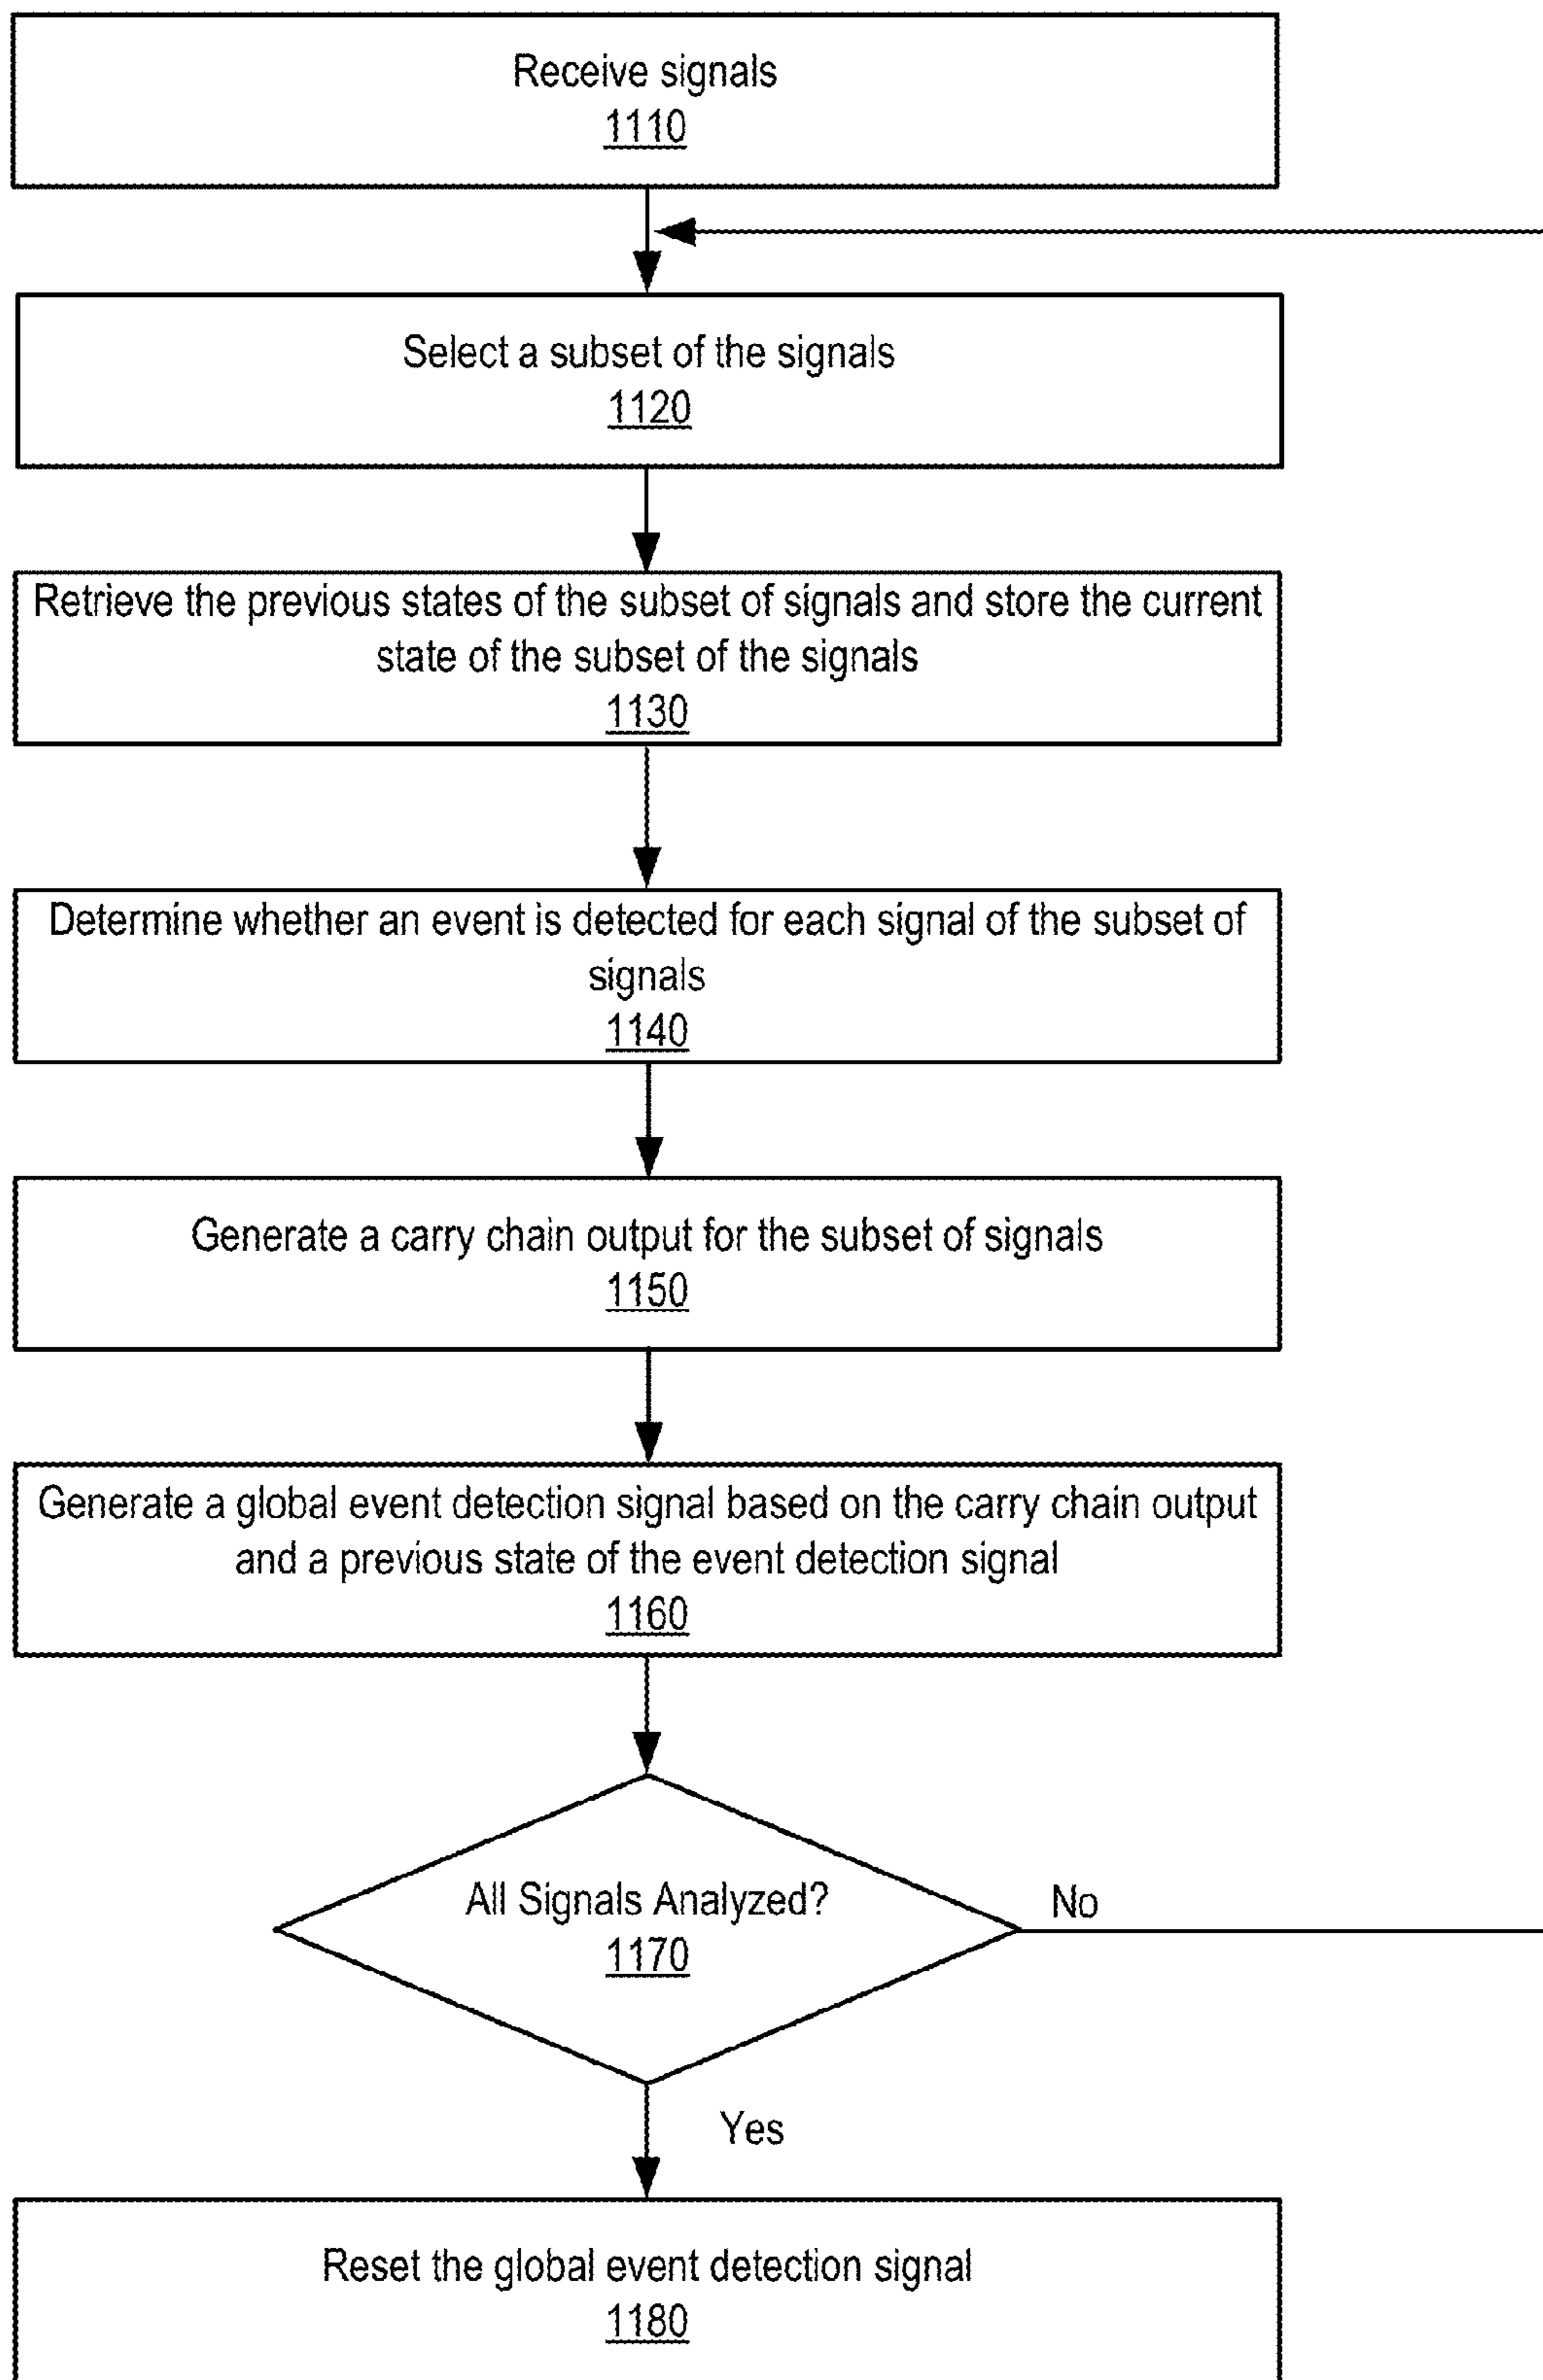 Receive signals
1110
Select a subset of the signals
1120
Retrieve the previous states of the subset of signals and store the current
state of the subset of the signals
1130
Determine whether an event is detected for each signal of the subset of
signals
1140
Generate a carry chain output for the subset of signals
1150
Generate a global event detection signal based on the carry chain output
and a previous state of the event detection signal
1160
All Signals Analyzed?
1170
No
Yes
Reset the global event detection signal
1180